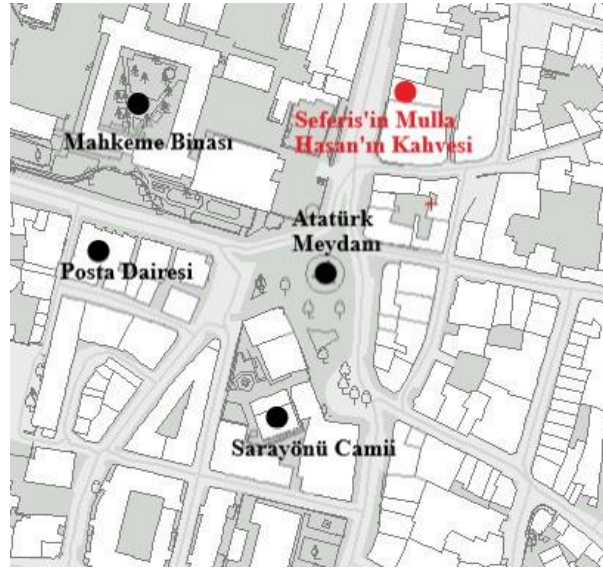 Seferis'in Mulla
Hasan'ın Kahvesi
Mahkeme Binası
Atatürk
Meydanı
Posta Dairesi
Sarayönü Camii